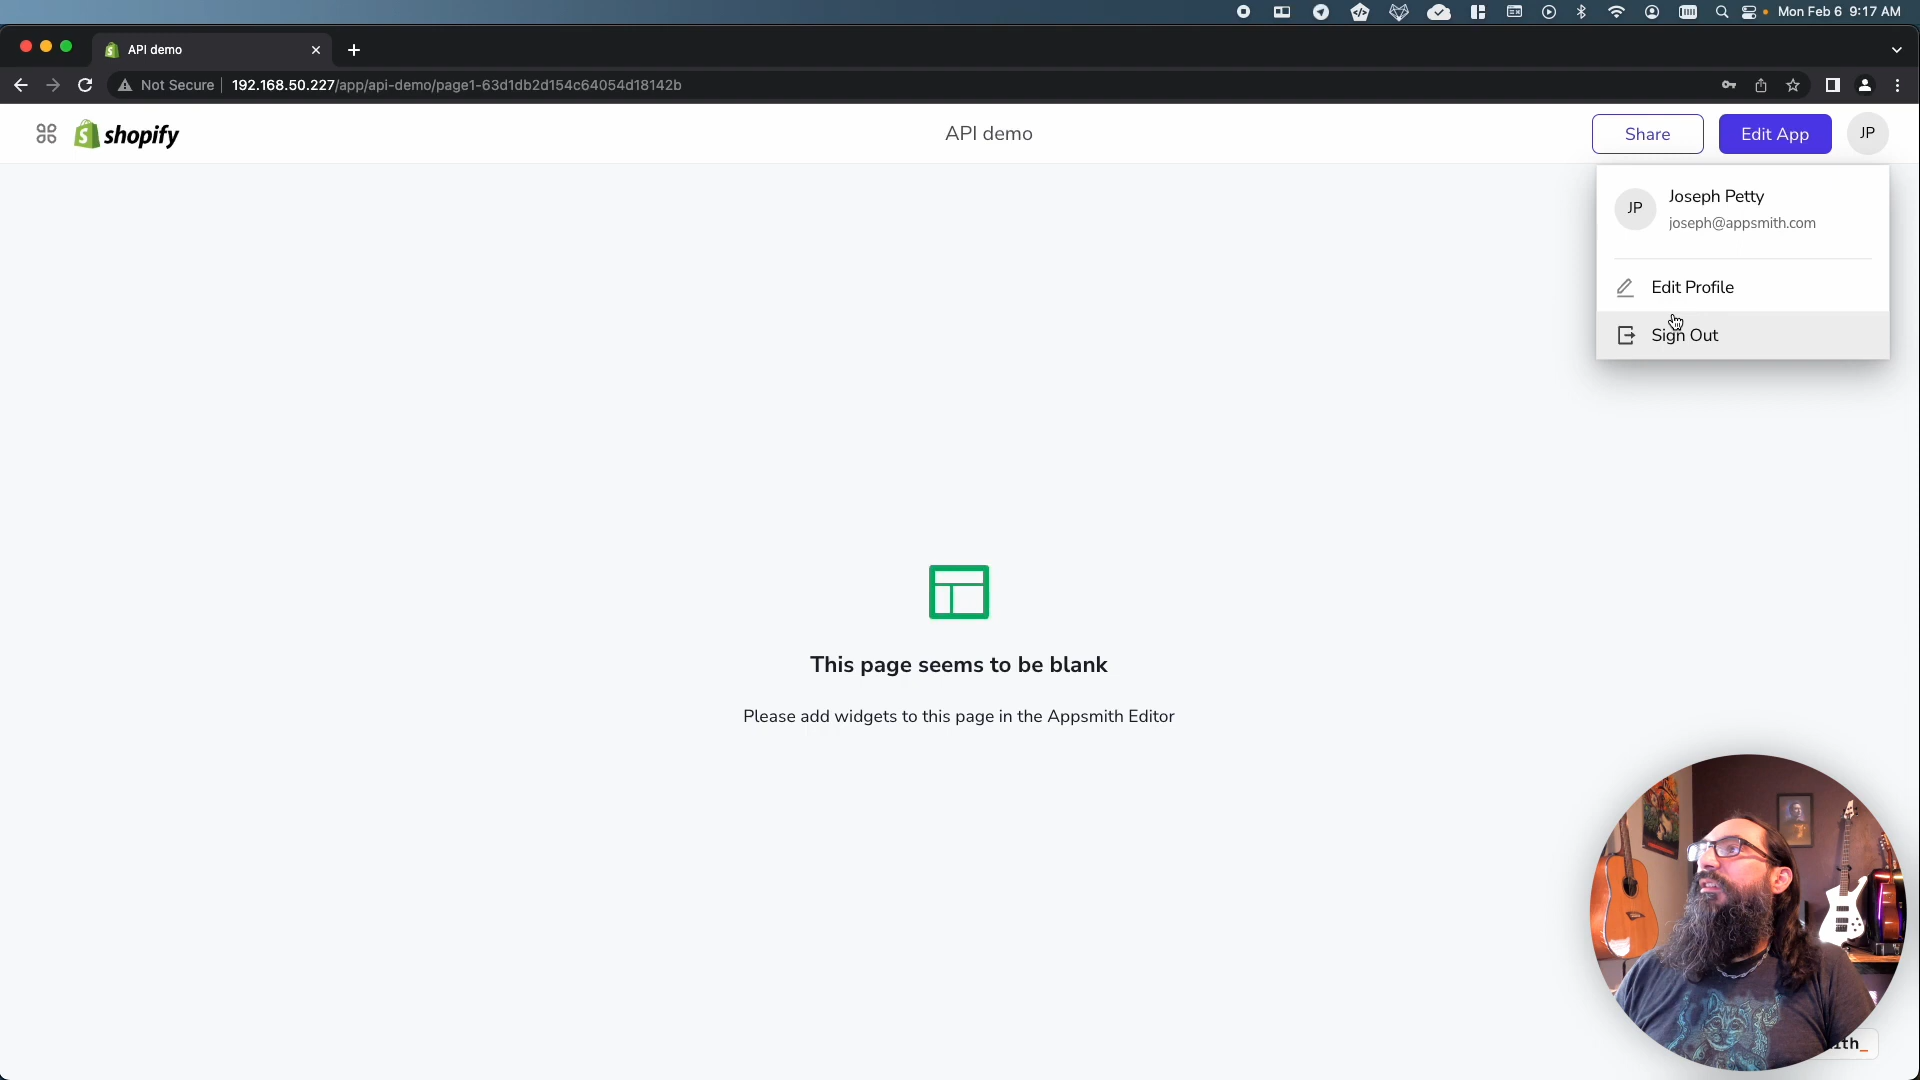 Mon Feb 6 9:17 AM
API demo
Not Secure
192.168.50.227/app/api-demo/page1-63d1db2d154c64054d18142b
shopify
API demo
Share
Edit App
JP
JP
Joseph Petty
joseph@appsmith.com
Edit Profile
Sign Out
This page seems to be blank
Please add widgets to this page in the Appsmith Editor